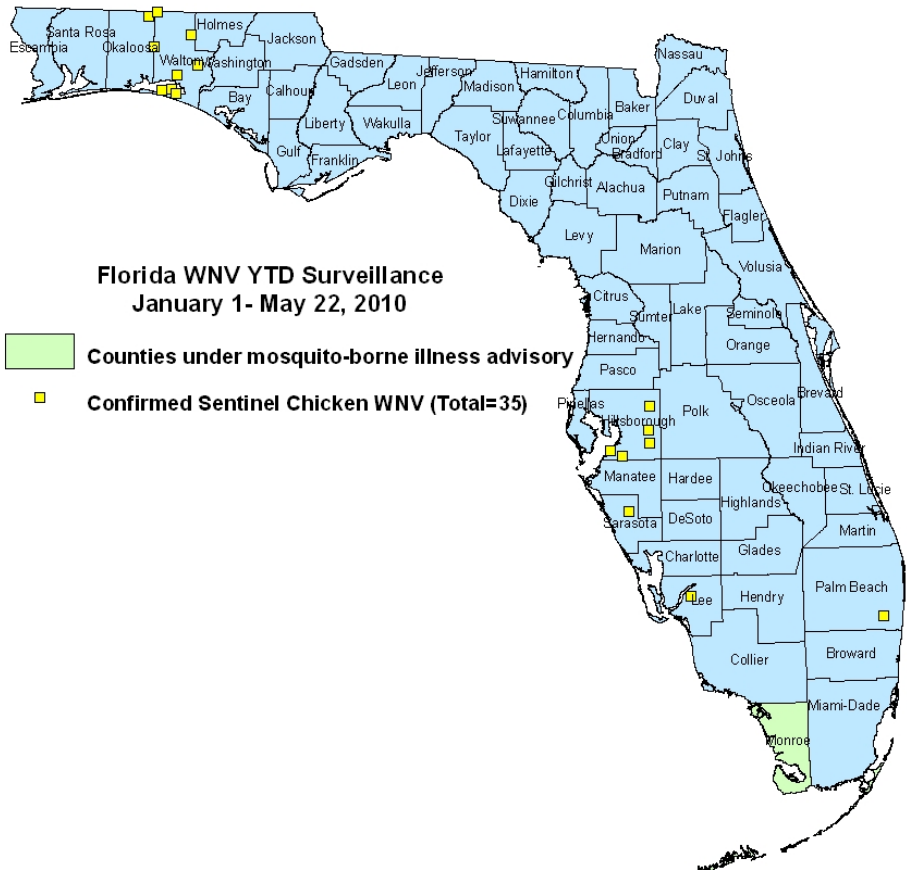 Holmes
Jackson
Santa Rosa
Escambia
Okaloosa
Walton
Washington
Gadsden
Jefferson
Leon
Hamilton
Madison
Nassau
Bay
Calhoun
Liberty
Wakulla
Suwannee
Columbia
Baker
Duval
Taylor
Lafayette
Union
Bradford
Clay
St. Johns
Gulf
Franklin
Gilchrist
Alachua
Putnam
Dixie
Flagler
Levy
Marion
Volusia
Florida WNV YTD Surveillance
January 1- May 22, 2010
Counties under mosquito-borne illness advisory
Confirmed Sentinel Chicken WNV (Total=35)
Citrus
Sumter
Lake
Seminole
Hernando
Orange
Pasco
Pinellas
Hillsborough
Polk
Osceola
Brevard
Indian River
Manatee
Hardee
Okeechobee
St. Lucie
Highlands
Sarasota
DeSoto
Martin
Charlotte
Glades
Lee
Hendry
Palm Beach
Collier
Broward
Miami-Dade
Monroe